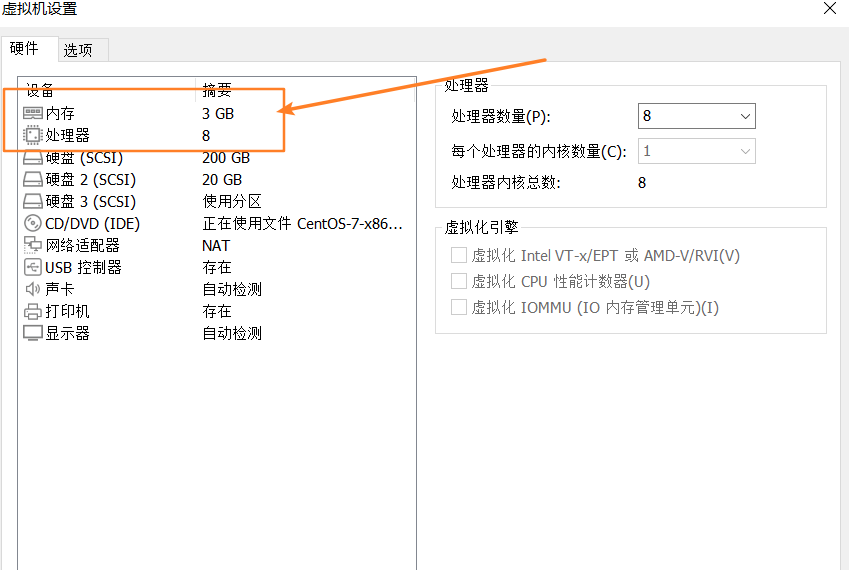 虚拟机设置
硬件 选项
设备 摘要
内存 3 GB
处理器 8
硬盘 (SCSI) 200 GB
硬盘 2 (SCSI) 20 GB
硬盘 3 (SCSI) 使用分区
CD/DVD (IDE) 正在使用文件 CentOS-7-x86...
网络适配器 NAT
USB 控制器 存在
声卡 自动检测
打印机 存在
显示器 自动检测
处理器
处理器数量(P): 8
每个处理器的内核数量(C): 1
处理器内核总数: 8
虚拟化引擎
虚拟化 Intel VT-x/EPT 或 AMD-V/RVI(V)
虚拟化 CPU 性能计数器(U)
虚拟化 IOMMU (IO 内存管理单元)(I)